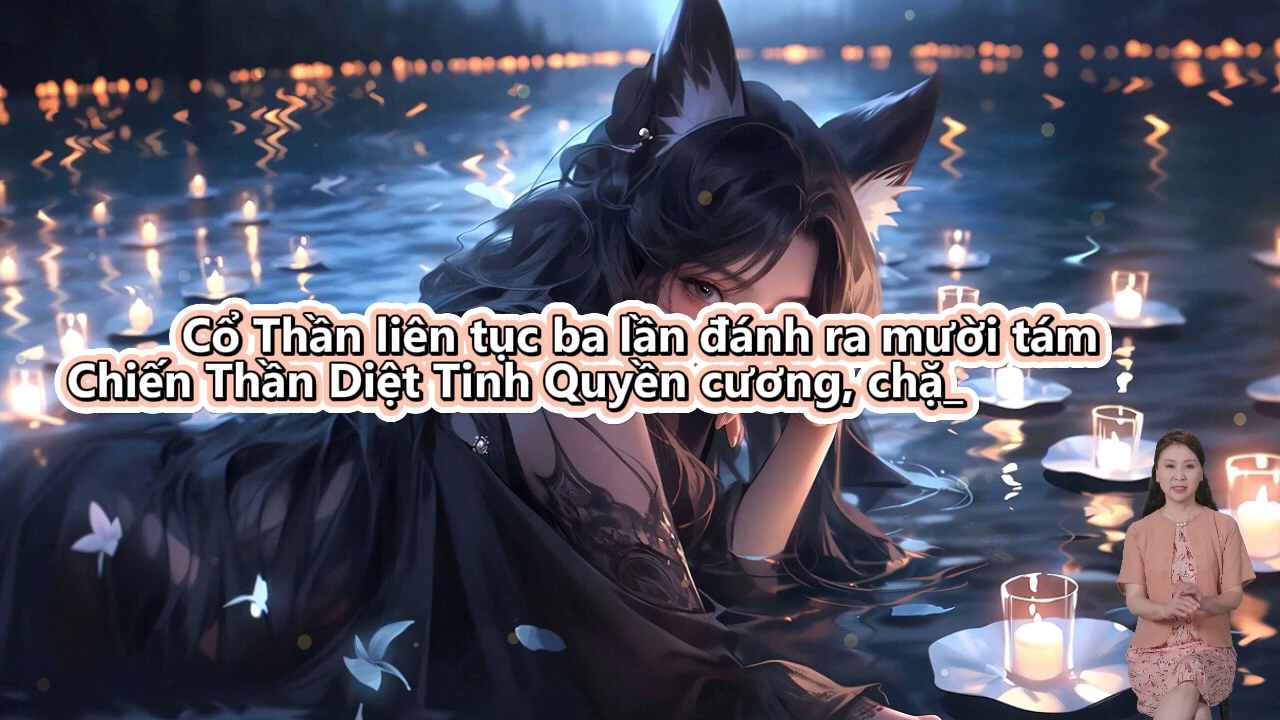 Cổ Thần liên tục ba lần đánh ra mười tám
Chiến Thần Diệt Tinh Quyền cương, chặ_